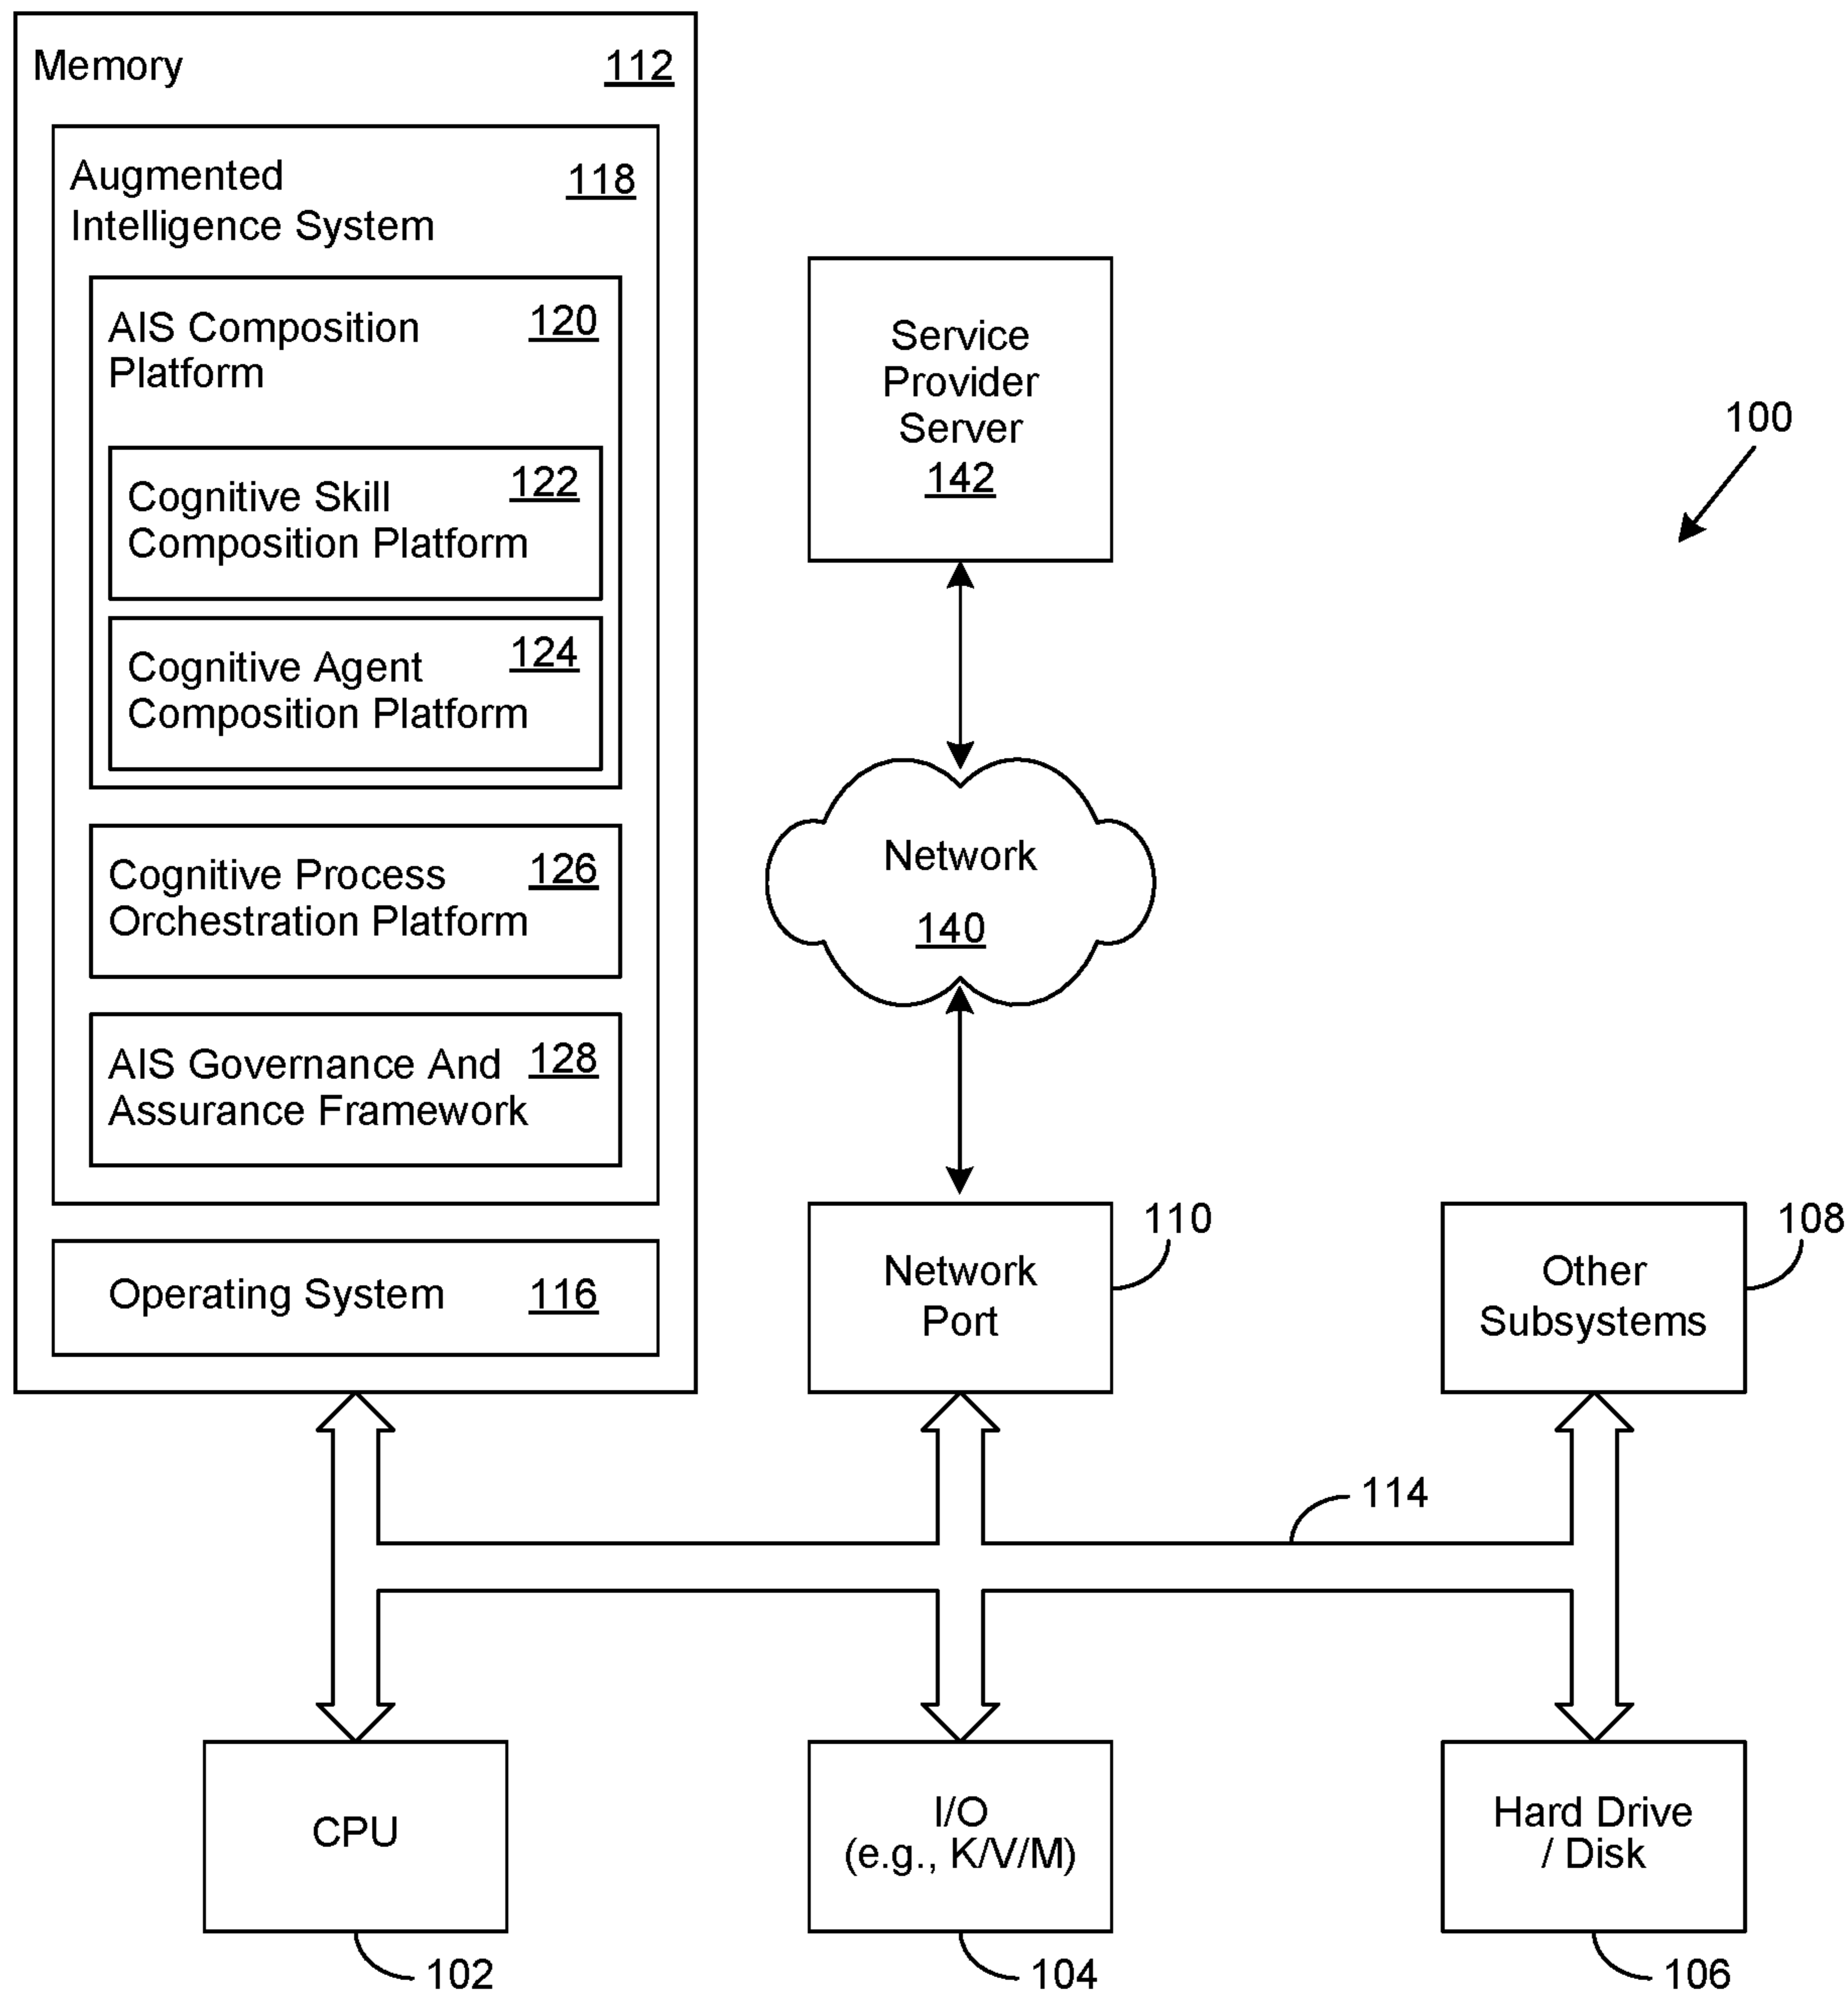 Memory 112
Augmented 118
Intelligence System
AIS Composition 120
Platform
Cognitive Skill 122
Composition Platform
Cognitive Agent 124
Composition Platform
Cognitive Process 126
Orchestration Platform
AIS Governance And 128
Assurance Framework
Operating System 116
Service
Provider
Server
142
100
Network
140
Network
Port
110
Other
Subsystems
108
114
CPU
102
I/O
(e.g., K/V/M)
104
Hard Drive
/ Disk
106